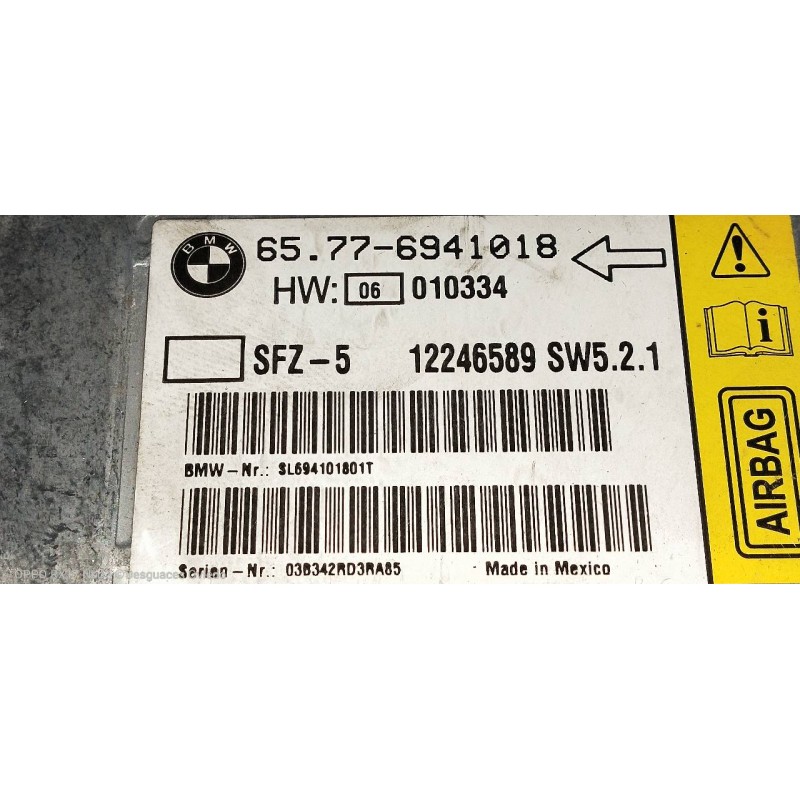 BMW
65.77-6941018
HW: 06 010334
SFZ-5 12246589 SW5.2.1
BMW-Nr.: SL694101801T
Serien-Nr.: 03B342RD3RA85 Made in Mexico
AIRBAG
OPPO